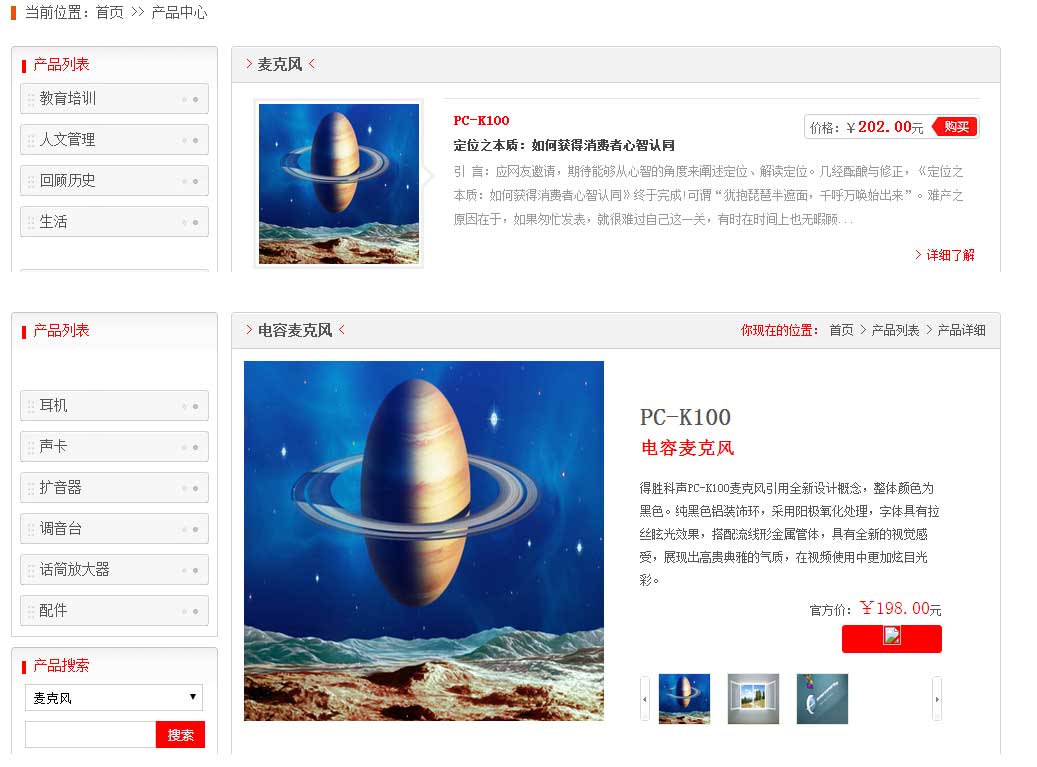 当前位置：首页 >> 产品中心
产品列表
教育培训
人文管理
回顾历史
生活
> 麦克风 <
PC-K100
价格：￥202.00元 购买
定位之本质：如何获得消费者心智认同
引 言：应网友邀请，期待能够从心智的角度来阐述定位、解读定位。几经酝酿与修正，《定位之
本质：如何获得消费者心智认同》终于完成!可谓“犹抱琵琶半遮面，千呼万唤始出来”。难产之
原因在于，如果匆忙发表，就很难过自己这一关，有时在时间上也无暇顾...
> 详细了解
产品列表
耳机
声卡
扩音器
调音台
话筒放大器
配件
产品搜索
麦克风
搜索
> 电容麦克风 <
你现在的位置： 首页 > 产品列表 > 产品详细
PC-K100
电容麦克风
得胜科声PC-K100麦克风引用全新设计概念，整体颜色为
黑色。纯黑色铝装饰环，采用阳极氧化处理，字体具有拉
丝眩光效果，搭配流线形金属管体，具有全新的视觉感
受，展现出高贵典雅的气质，在视频使用中更加炫目光
彩。
官方价：￥198.00元